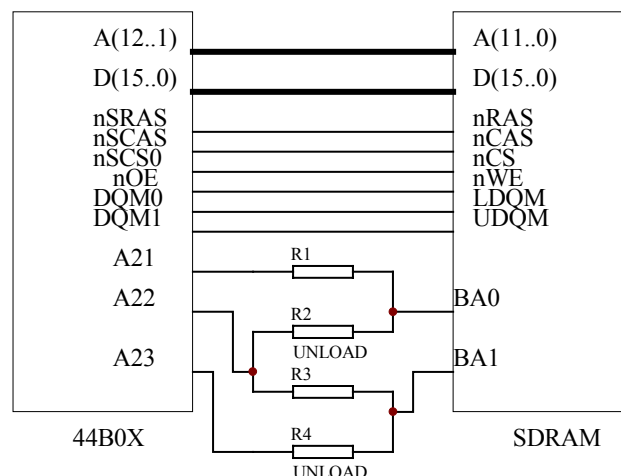 A(12..1) A(11..0)
D(15..0) D(15..0)
nSRAS nRAS
nSCAS nCAS
nSCS0 nCS
nOE nWE
DQM0 LDQM
DQM1 UDQM
A21 R1
A22 R2 BA0
UNLOAD
A23 R3 BA1
R4
44B0X SDRAM
UNLOAD